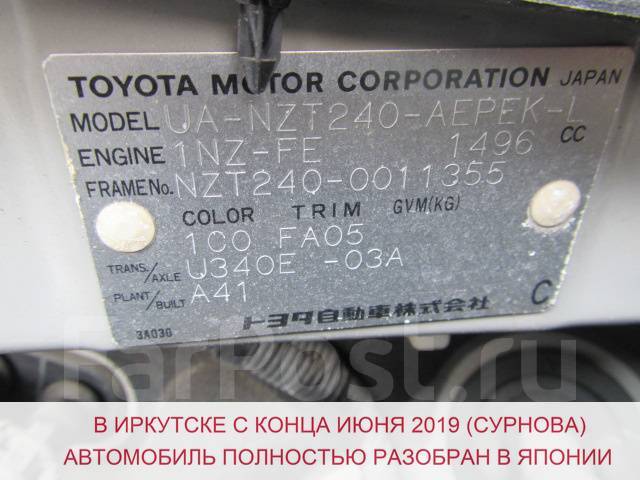 TOYOTA MOTOR CORPORATION JAPAN
MODEL UA-NZT240-AEPEK-L
ENGINE 1NZ-FE 1496 CC
FRAME No. NZT240-0011355
COLOR TRIM GVM(KG)
1C0 FA05
TRANS./AXLE U340E -03A
PLANT/BUILT A41
3A030 トヨタ自動車株式会社 C
FarPost.ru
В ИРКУТСКЕ С КОНЦА ИЮНЯ 2019 (СУРНОВА)
АВТОМОБИЛЬ ПОЛНОСТЬЮ РАЗОБРАН В ЯПОНИИ